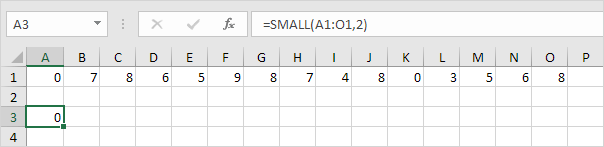 A3 =SMALL(A1:O1,2)
A B C D E F G H I J K L M N O P
1 0 7 8 6 5 9 8 7 4 8 0 3 5 6 8
2
3 0
4